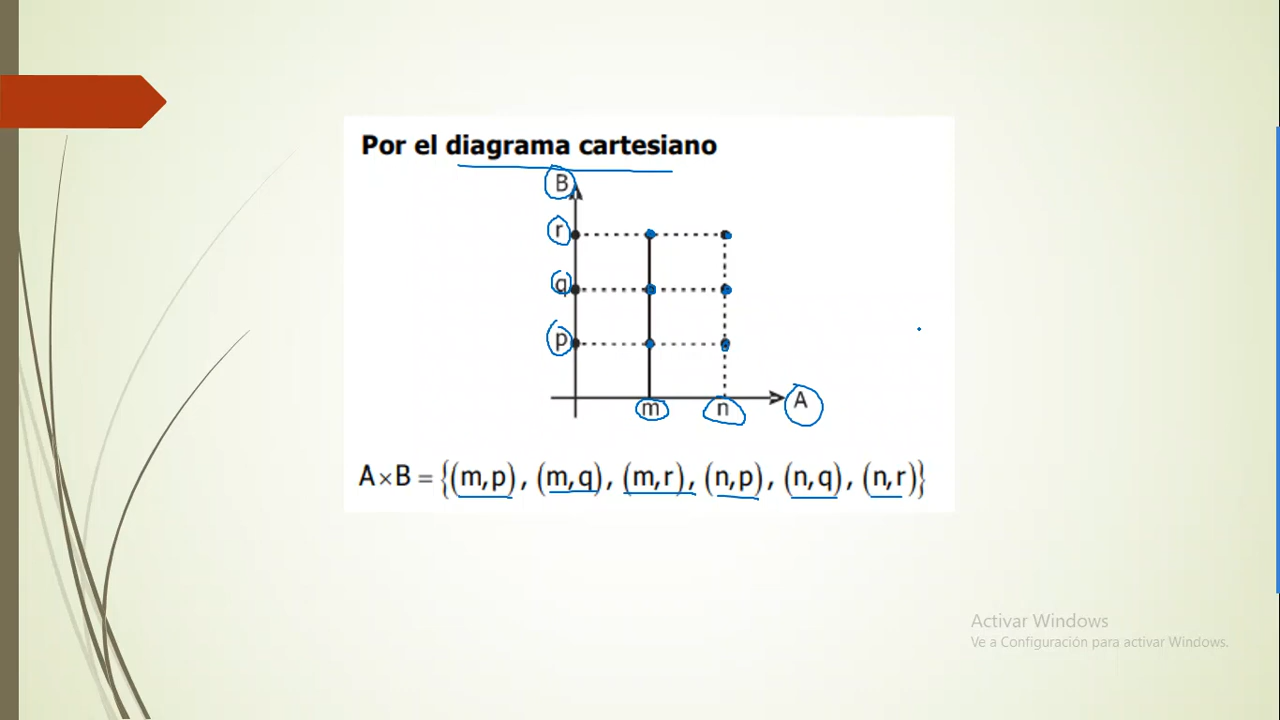 Por el diagrama cartesiano
B
r
q
p
m n A
A×B = {(m,p), (m,q), (m,r), (n,p), (n,q), (n,r)}
Activar Windows
Ve a Configuración para activar Windows.